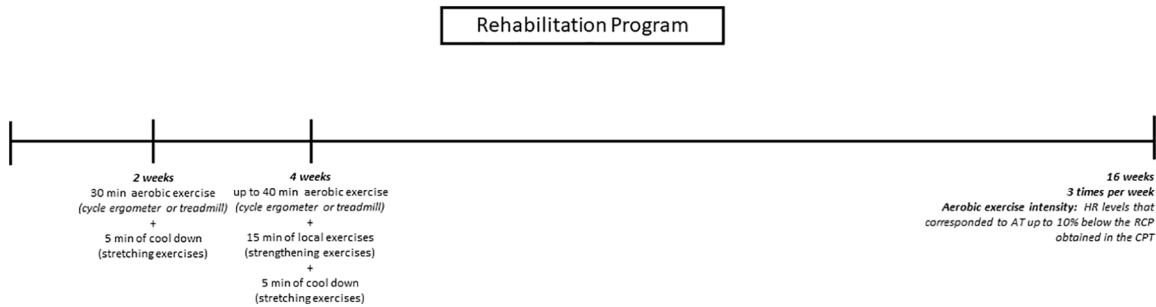 Rehabilitation Program
2 weeks
30 min aerobic exercise
(cycle ergometer or treadmill)
+
5 min of cool down
(stretching exercises)
4 weeks
up to 40 min aerobic exercise
(cycle ergometer or treadmill)
+
15 min of local exercises
(strengthening exercises)
+
5 min of cool down
(stretching exercises)
16 weeks
3 times per week
Aerobic exercise intensity: HR levels that
corresponded to AT up to 10% below the RCP
obtained in the CPT